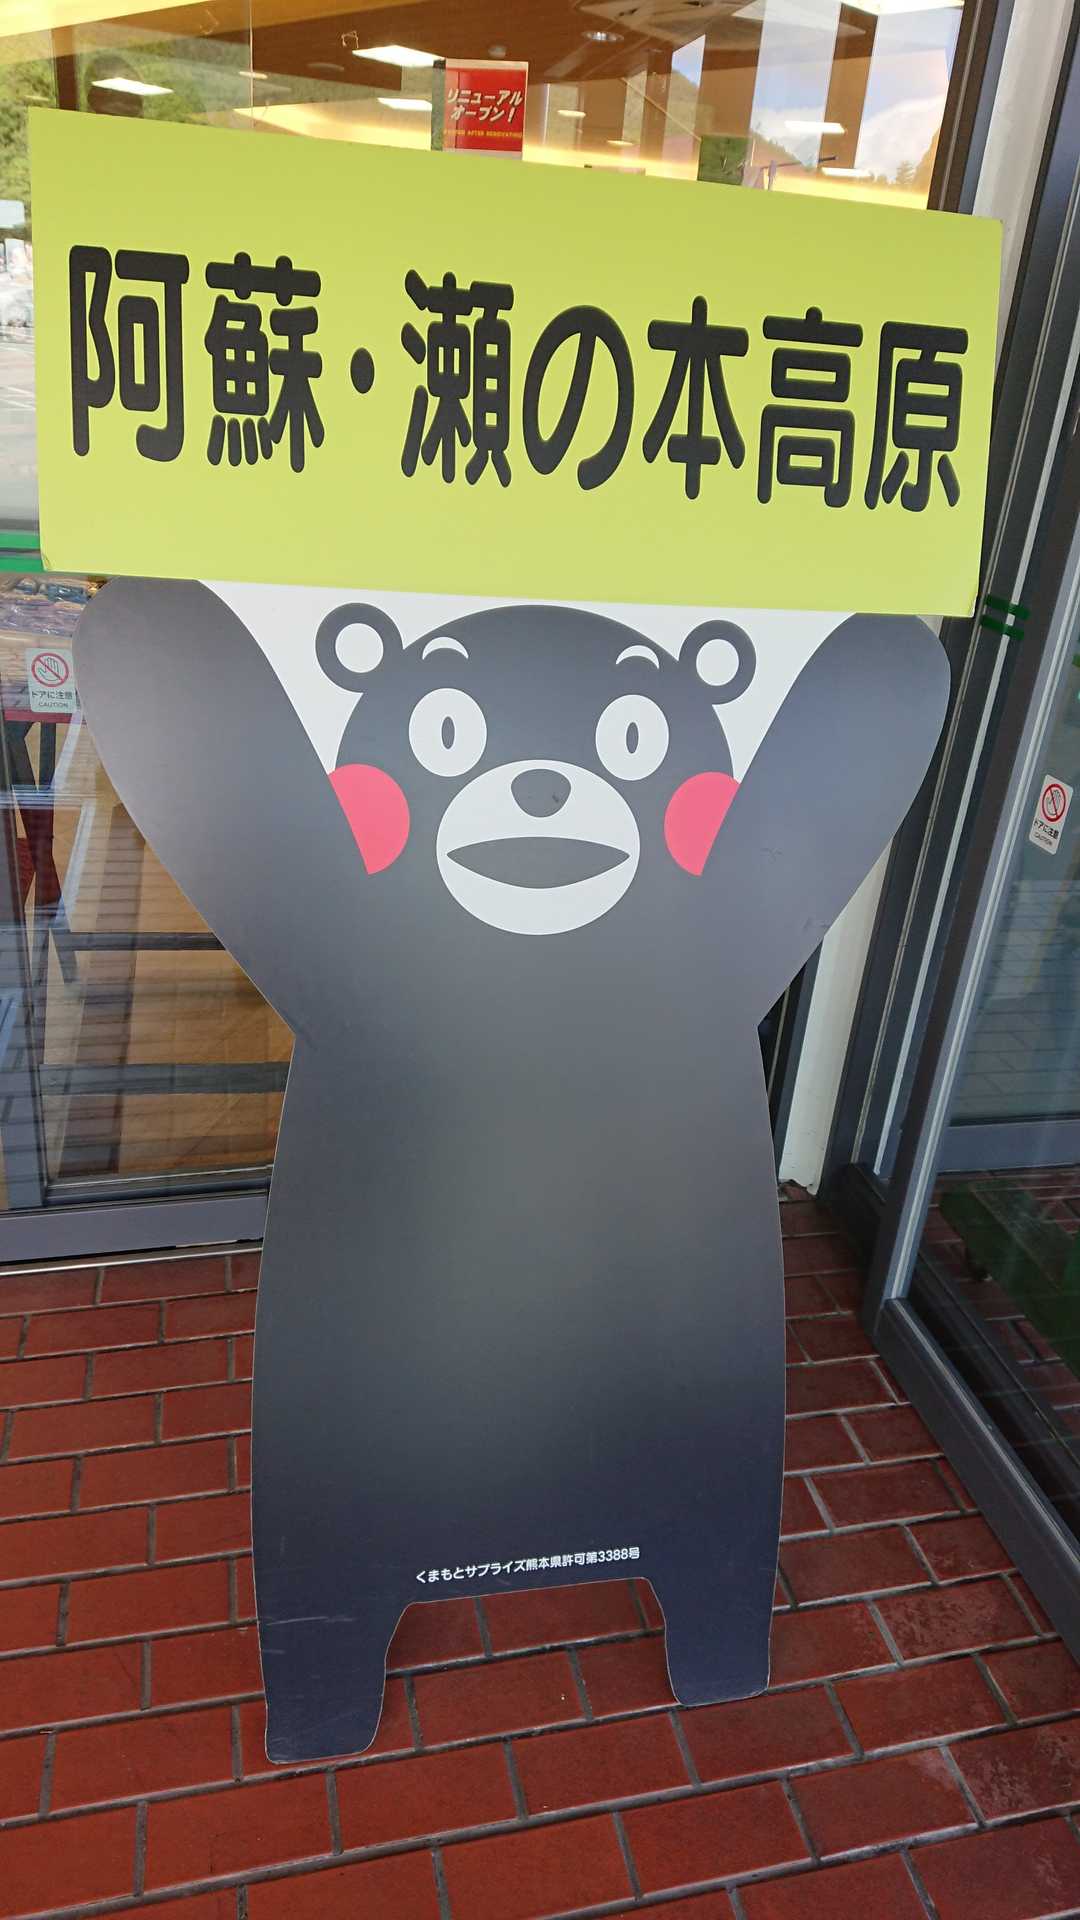 リニューアル
オープン！
阿蘇・瀬の本高原
ドアに注意
CAUTION
ドアに注意
くまもとサプライズ熊本県許可第3388号